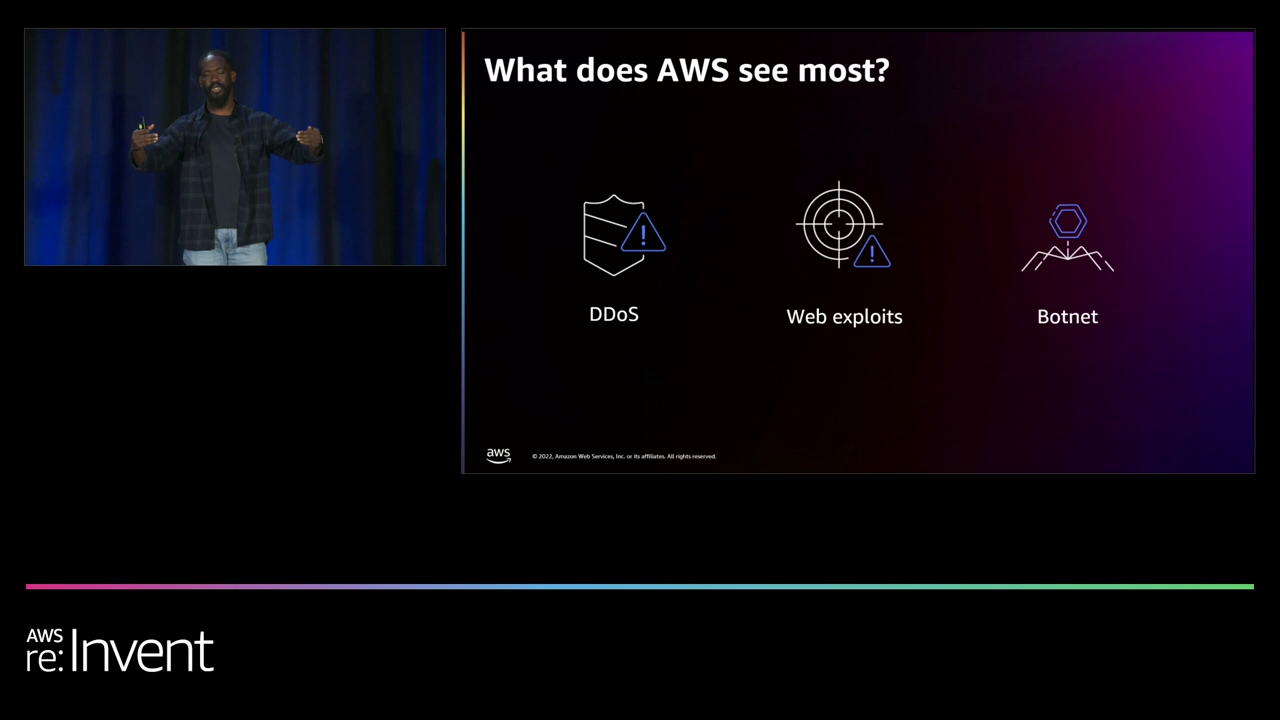 What does AWS see most?
DDoS
Web exploits
Botnet
aws
© 2022, Amazon Web Services, Inc. or its affiliates. All rights reserved.
AWS
re:Invent